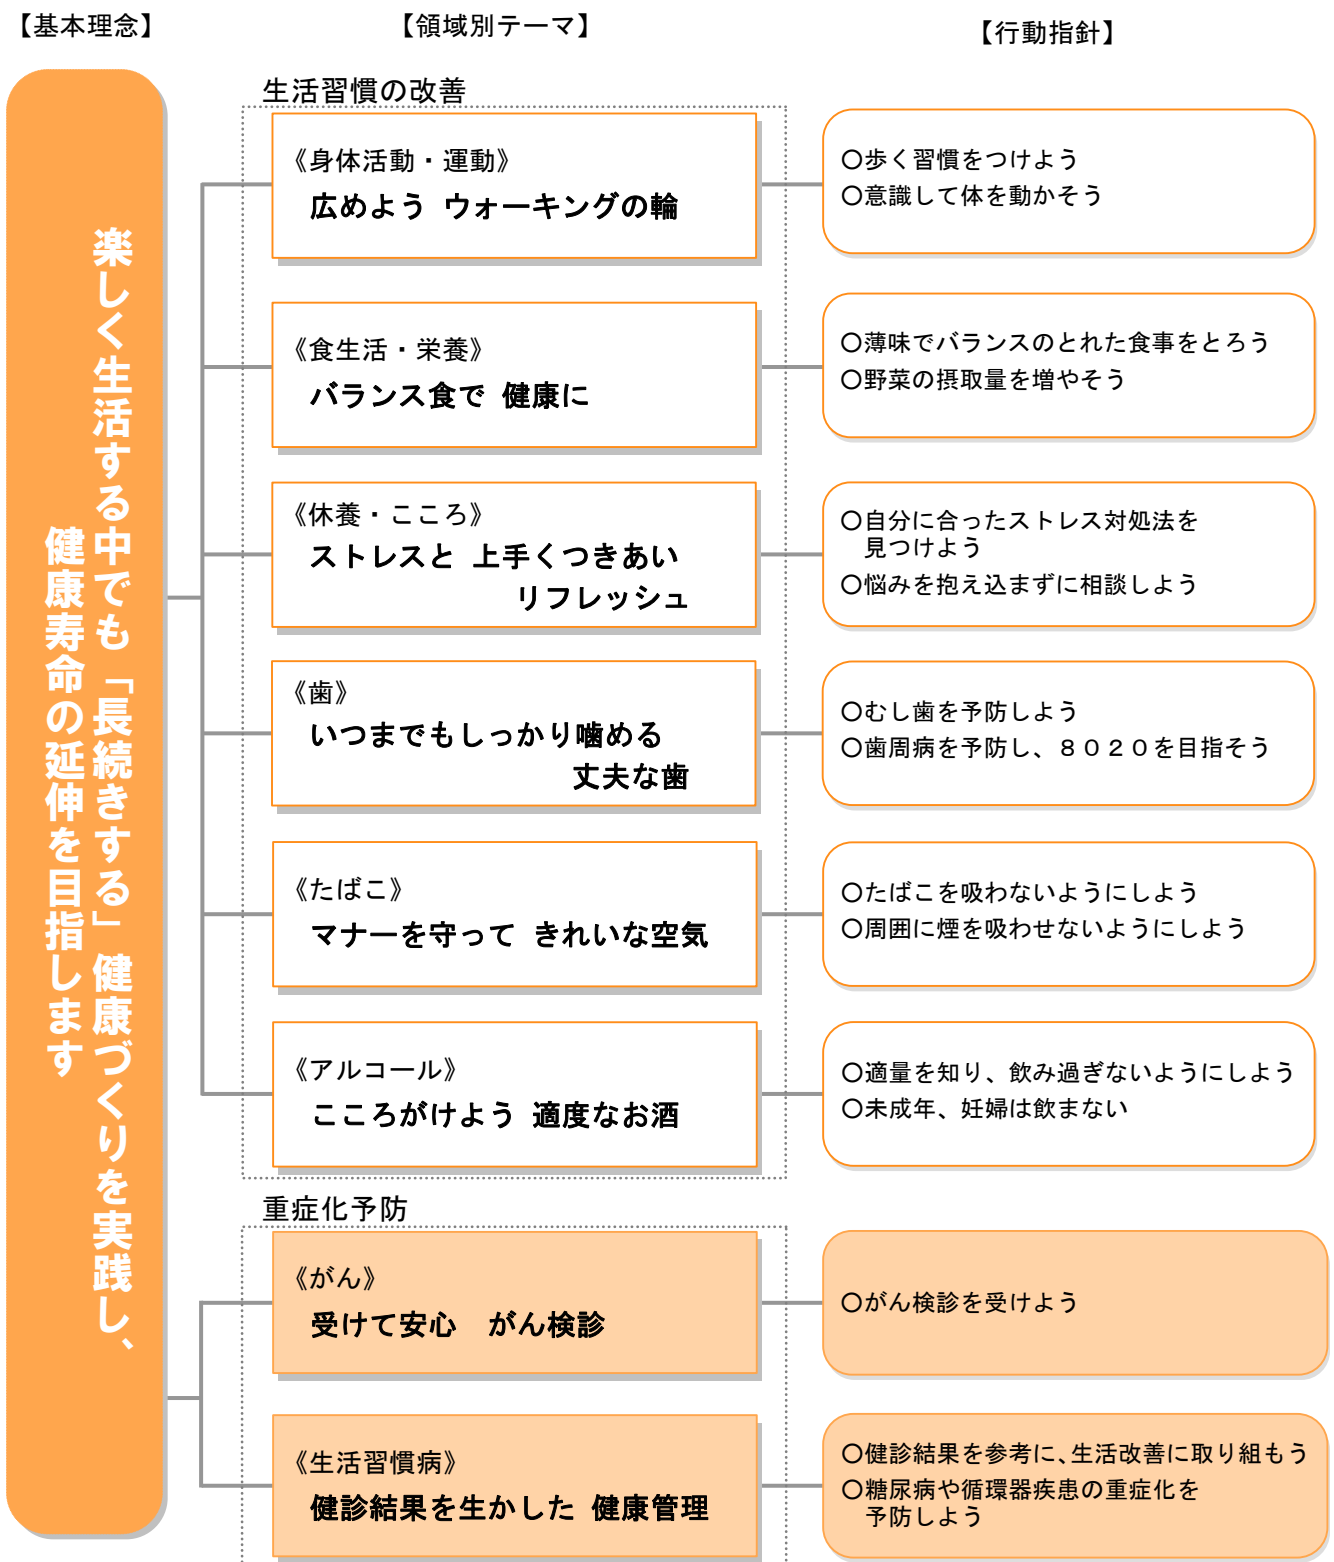 【基本理念】
【領域別テーマ】
【行動指針】
楽しく生活する中でも「長続きする」健康づくりを実践し、
健康寿命の延伸を目指します
生活習慣の改善
《身体活動・運動》
広めよう ウォーキングの輪
〇歩く習慣をつけよう
〇意識して体を動かそう
《食生活・栄養》
バランス食で 健康に
〇薄味でバランスのとれた食事をとろう
〇野菜の摂取量を増やそう
《休養・こころ》
ストレスと 上手くつきあい
リフレッシュ
〇自分に合ったストレス対処法を
見つけよう
〇悩みを抱え込まずに相談しよう
《歯》
いつまでもしっかり噛める
丈夫な歯
〇むし歯を予防しよう
〇歯周病を予防し、８０２０を目指そう
《たばこ》
マナーを守って きれいな空気
〇たばこを吸わないようにしよう
〇周囲に煙を吸わせないようにしよう
《アルコール》
こころがけよう 適度なお酒
〇適量を知り、飲み過ぎないようにしよう
〇未成年、妊婦は飲まない
重症化予防
《がん》
受けて安心　がん検診
〇がん検診を受けよう
《生活習慣病》
健診結果を生かした 健康管理
〇健診結果を参考に、生活改善に取り組もう
〇糖尿病や循環器疾患の重症化を
予防しよう